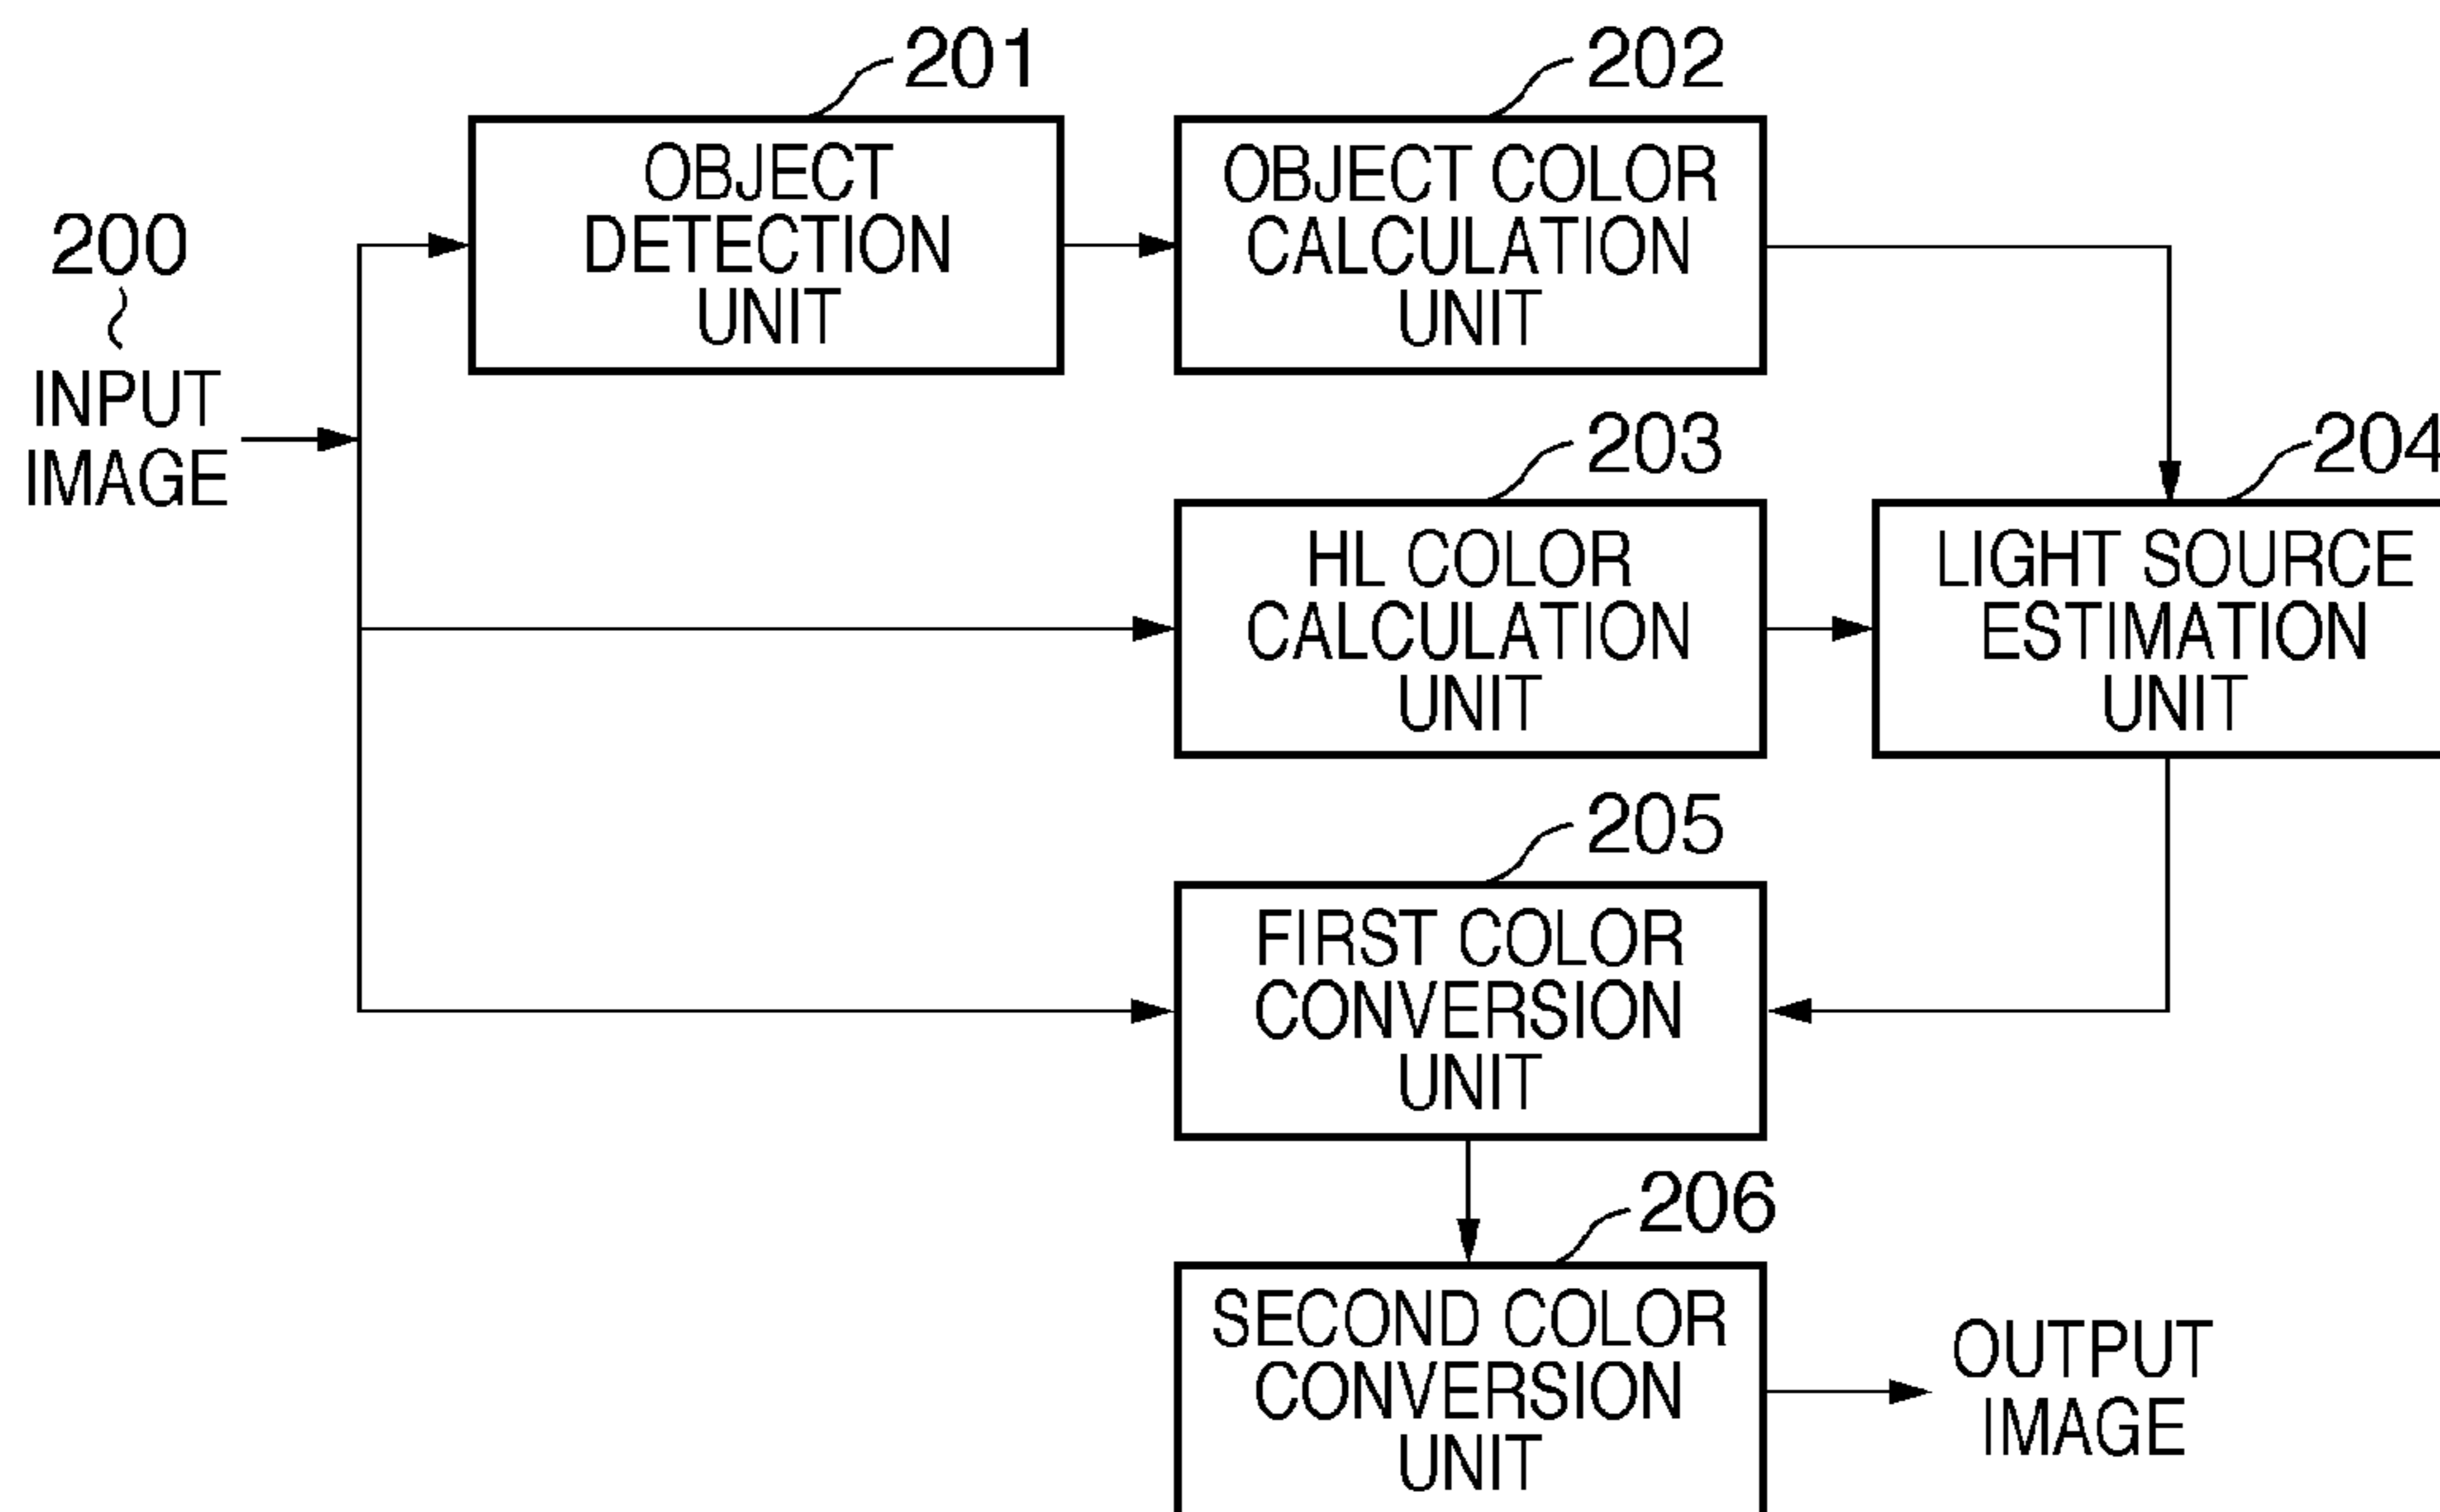 201
202
200
OBJECT
DETECTION
UNIT
OBJECT COLOR
CALCULATION
UNIT
INPUT
IMAGE
203
204
HL COLOR
CALCULATION
UNIT
LIGHT SOURCE
ESTIMATION
UNIT
205
FIRST COLOR
CONVERSION
UNIT
206
SECOND COLOR
CONVERSION
UNIT
OUTPUT
IMAGE